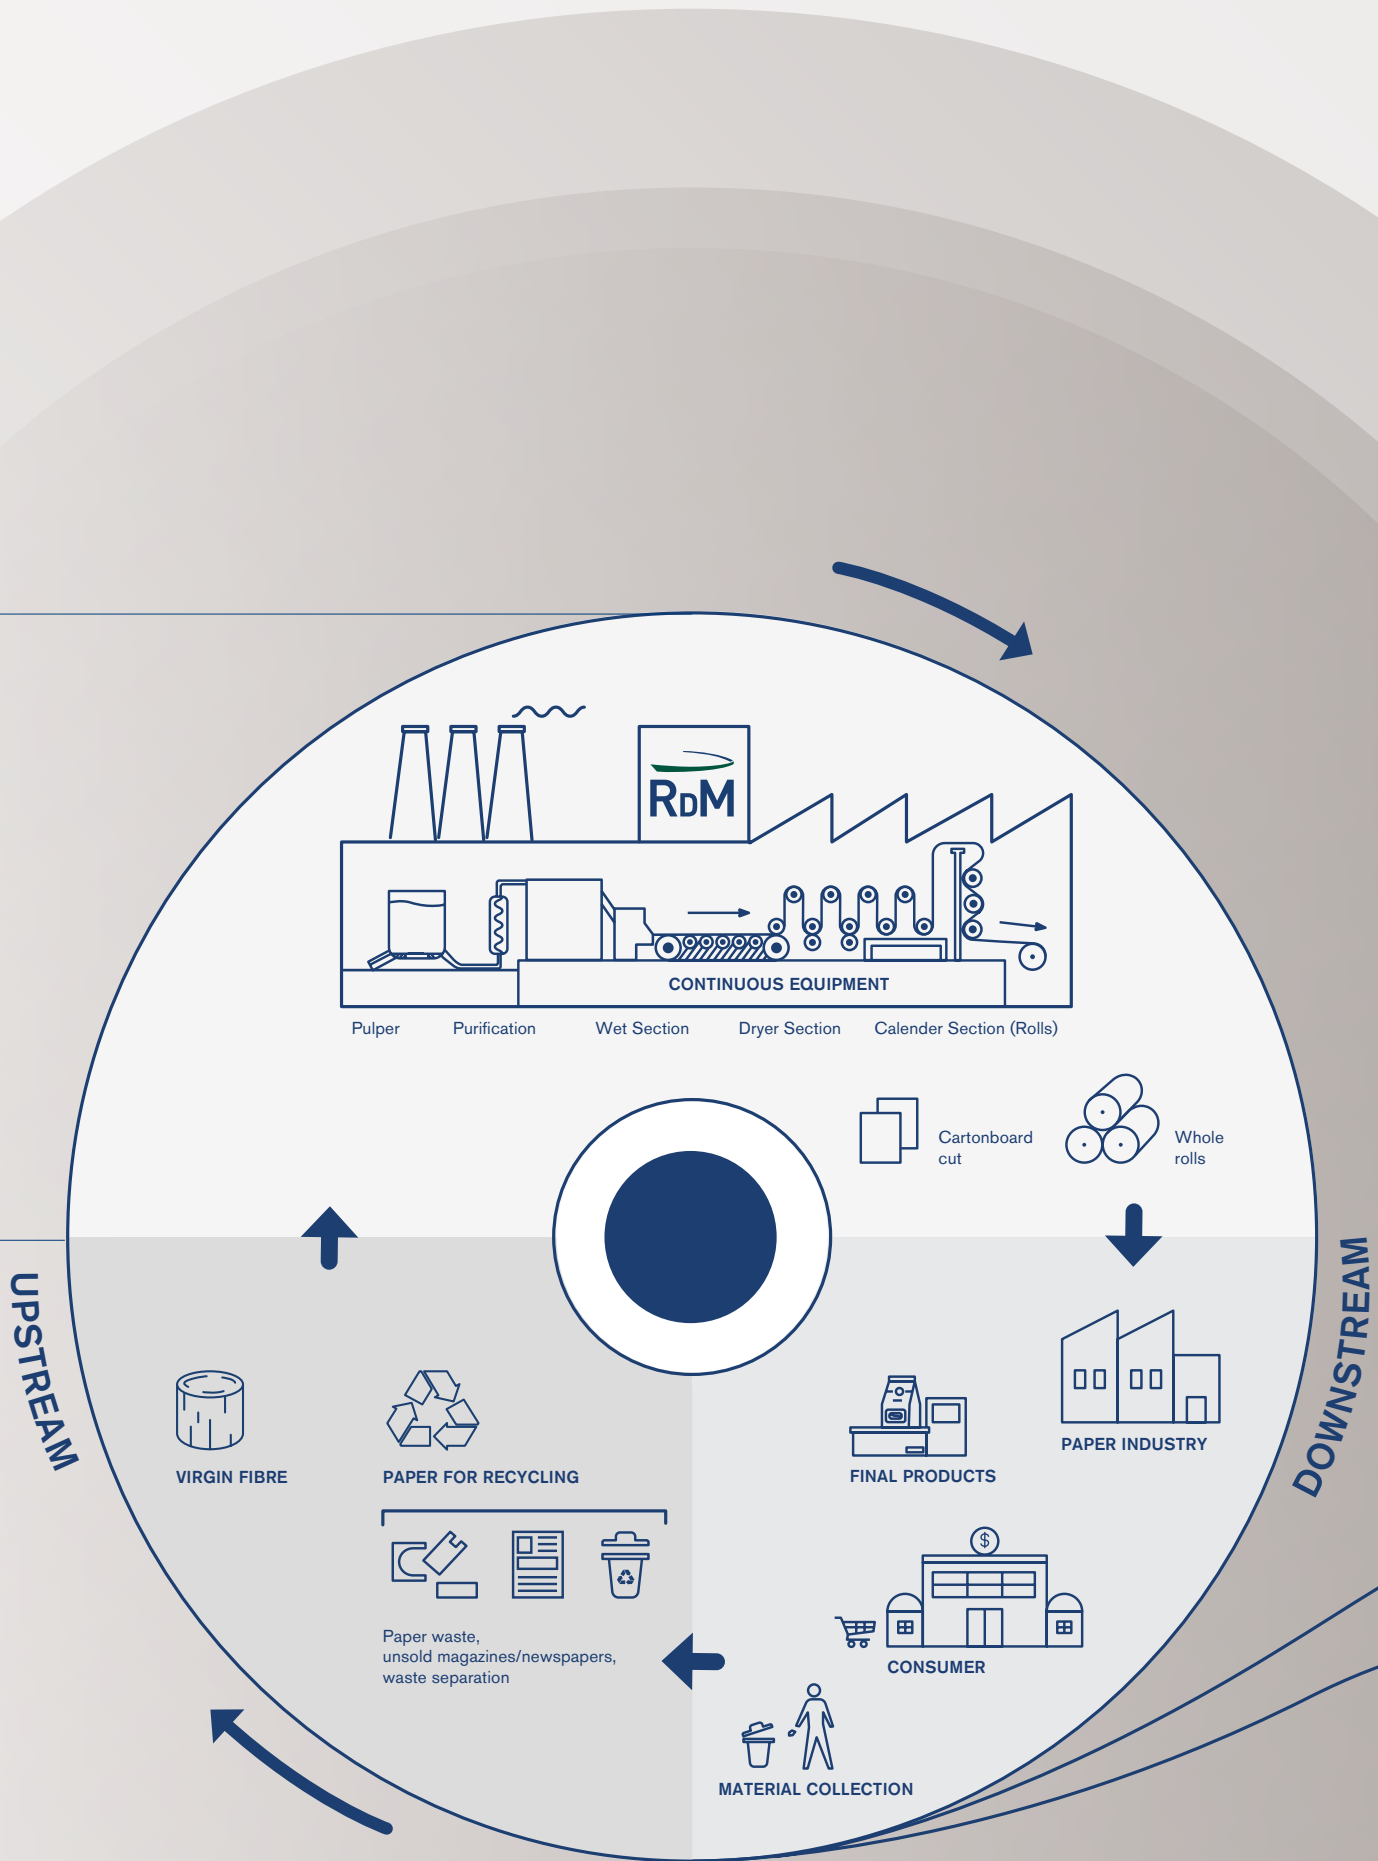 RDM
CONTINUOUS EQUIPMENT
Pulper
Purification
Wet Section
Dryer Section
Calender Section (Rolls)
Cartonboard
cut
Whole
rolls
UPSTREAM
DOWNSTREAM
VIRGIN FIBRE
PAPER FOR RECYCLING
Paper waste,
unsold magazines/newspapers,
waste separation
FINAL PRODUCTS
PAPER INDUSTRY
$
CONSUMER
MATERIAL COLLECTION